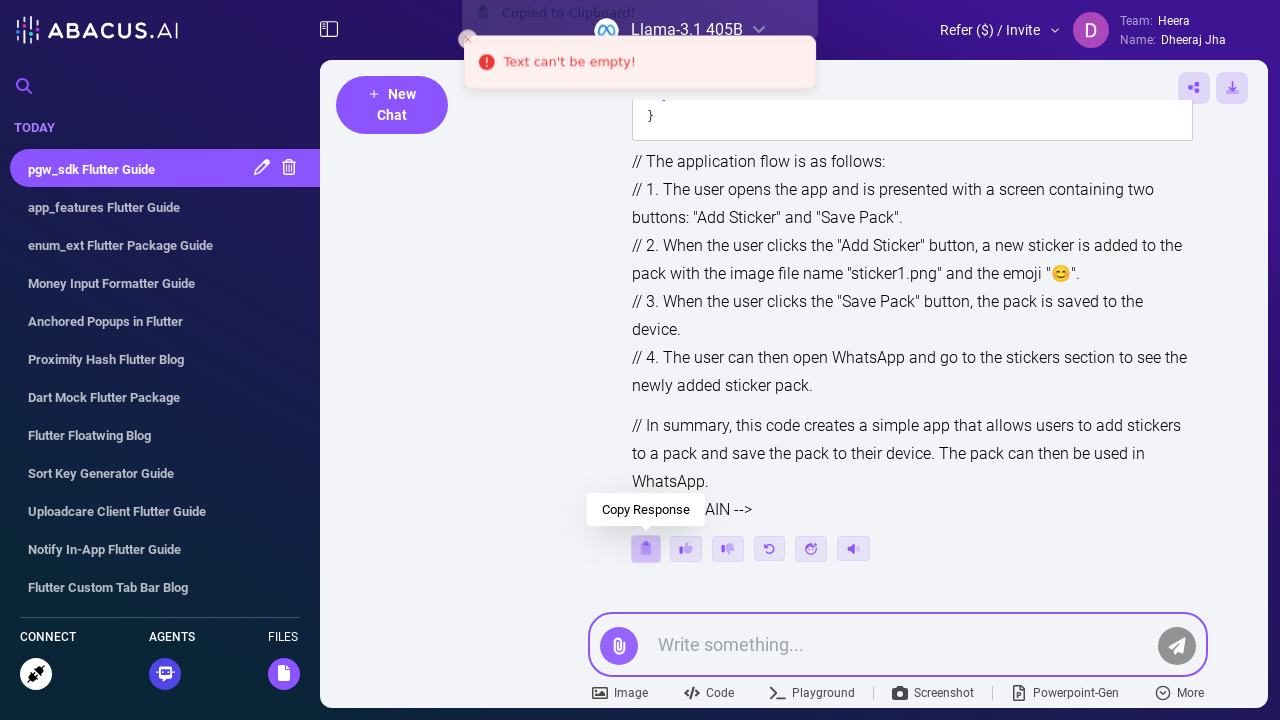 ABACUS.AI
Copied to Clipboard!
Llama-3.1 405B
Refer ($) / Invite
Team: Heera
Name: Dheeraj Jha
D
Text can't be empty!
+ New
Chat
TODAY
pgw_sdk Flutter Guide
app_features Flutter Guide
enum_ext Flutter Package Guide
Money Input Formatter Guide
Anchored Popups in Flutter
Proximity Hash Flutter Blog
Dart Mock Flutter Package
Flutter Floatwing Blog
Sort Key Generator Guide
Uploadcare Client Flutter Guide
Notify In-App Flutter Guide
Flutter Custom Tab Bar Blog
CONNECT
AGENTS
FILES
}
// The application flow is as follows:
// 1. The user opens the app and is presented with a screen containing two
buttons: "Add Sticker" and "Save Pack".
// 2. When the user clicks the "Add Sticker" button, a new sticker is added to the
pack with the image file name "sticker1.png" and the emoji "😊".
// 3. When the user clicks the "Save Pack" button, the pack is saved to the
device.
// 4. The user can then open WhatsApp and go to the stickers section to see the
newly added sticker pack.
// In summary, this code creates a simple app that allows users to add stickers
to a pack and save the pack to their device. The pack can then be used in
WhatsApp.
AIN -->
Copy Response
Write something...
Image
Code
Playground
Screenshot
Powerpoint-Gen
More